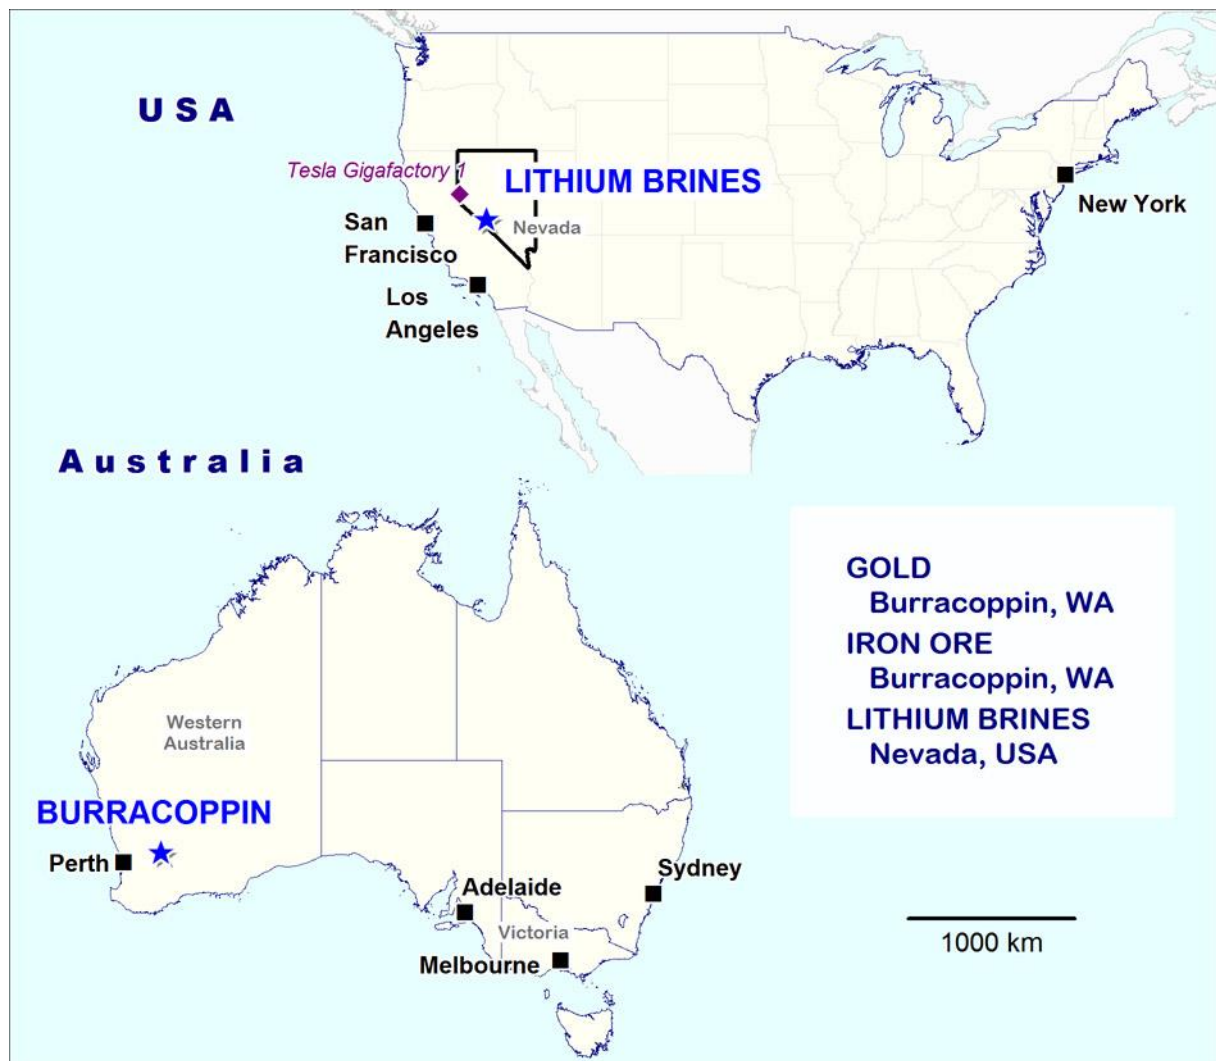 USA
Tesla Gigafactory 1
LITHIUM BRINES
Nevada
San
Francisco
Los
Angeles
New York
Australia
Western
Australia
BURRACOPPIN
Perth
Adelaide
Sydney
Victoria
Melbourne
GOLD
Burracoppin, WA
IRON ORE
Burracoppin, WA
LITHIUM BRINES
Nevada, USA
1000 km